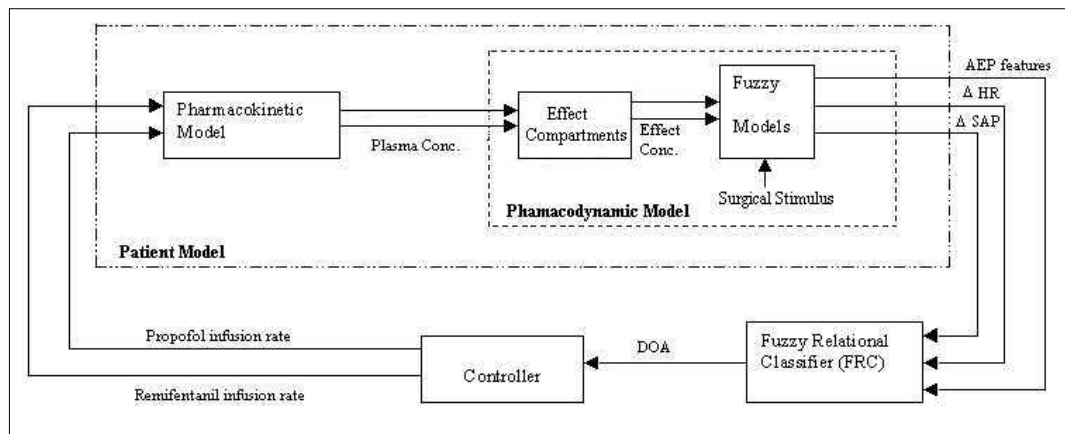 AEP features
Δ HR
Δ SAP
Pharmacokinetic
Model
Plasma Conc.
Effect
Compartments
Effect
Conc.
Fuzzy
Models
Surgical Stimulus
Phamacodynamic Model
Patient Model
Propofol infusion rate
Remifentanil infusion rate
Controller
DOA
Fuzzy Relational
Classifier (FRC)